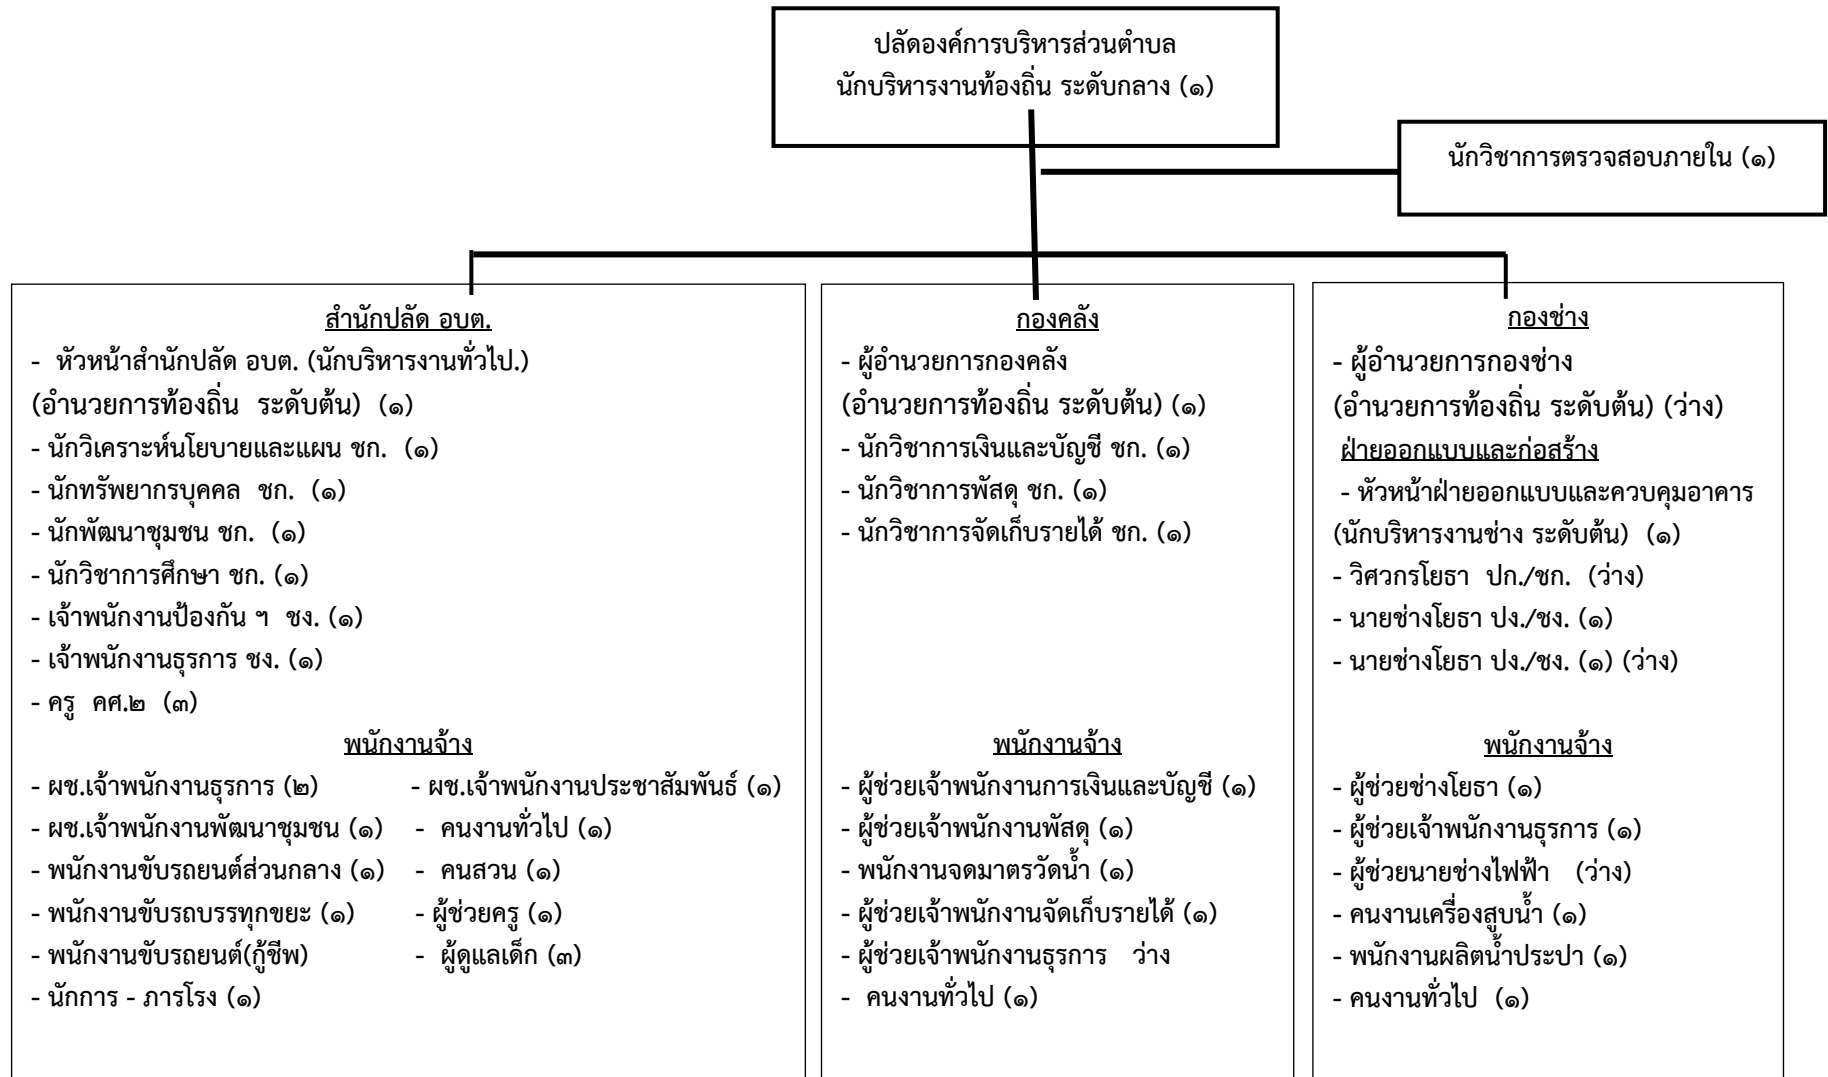 ปลัดองค์การบริหารส่วนตำบล
นักบริหารงานท้องถิ่น ระดับกลาง (๑)
นักวิชาการตรวจสอบภายใน (๑)
สำนักปลัด อบต.
- หัวหน้าสำนักปลัด อบต. (นักบริหารงานทั่วไป.)
(อำนวยการท้องถิ่น ระดับต้น) (๑)
- นักวิเคราะห์นโยบายและแผน ชก. (๑)
- นักทรัพยากรบุคคล ชก. (๑)
- นักพัฒนาชุมชน ชก. (๑)
- นักวิชาการศึกษา ชก. (๑)
- เจ้าพนักงานป้องกัน ฯ ชง. (๑)
- เจ้าพนักงานธุรการ ชง. (๑)
- ครู คศ.๒ (๓)
พนักงานจ้าง
- ผช.เจ้าพนักงานธุรการ (๒) - ผช.เจ้าพนักงานประชาสัมพันธ์ (๑)
- ผช.เจ้าพนักงานพัฒนาชุมชน (๑) - คนงานทั่วไป (๑)
- พนักงานขับรถยนต์ส่วนกลาง (๑) - คนสวน (๑)
- พนักงานขับรถบรรทุกขยะ (๑) - ผู้ช่วยครู (๑)
- พนักงานขับรถยนต์(กู้ชีพ) - ผู้ดูแลเด็ก (๓)
- นักการ - ภารโรง (๑)
กองคลัง
- ผู้อำนวยการกองคลัง
(อำนวยการท้องถิ่น ระดับต้น) (๑)
- นักวิชาการเงินและบัญชี ชก. (๑)
- นักวิชาการพัสดุ ชก. (๑)
- นักวิชาการจัดเก็บรายได้ ชก. (๑)
พนักงานจ้าง
- ผู้ช่วยเจ้าพนักงานการเงินและบัญชี (๑)
- ผู้ช่วยเจ้าพนักงานพัสดุ (๑)
- พนักงานจดมาตรวัดน้ำ (๑)
- ผู้ช่วยเจ้าพนักงานจัดเก็บรายได้ (๑)
- ผู้ช่วยเจ้าพนักงานธุรการ ว่าง
- คนงานทั่วไป (๑)
กองช่าง
- ผู้อำนวยการกองช่าง
(อำนวยการท้องถิ่น ระดับต้น) (ว่าง)
ฝ่ายออกแบบและก่อสร้าง
- หัวหน้าฝ่ายออกแบบและควบคุมอาคาร
(นักบริหารงานช่าง ระดับต้น) (๑)
- วิศวกรโยธา ปก./ชก. (ว่าง)
- นายช่างโยธา ปง./ชง. (๑)
- นายช่างโยธา ปง./ชง. (๑) (ว่าง)
พนักงานจ้าง
- ผู้ช่วยช่างโยธา (๑)
- ผู้ช่วยเจ้าพนักงานธุรการ (๑)
- ผู้ช่วยนายช่างไฟฟ้า (ว่าง)
- คนงานเครื่องสูบน้ำ (๑)
- พนักงานผลิตน้ำประปา (๑)
- คนงานทั่วไป (๑)